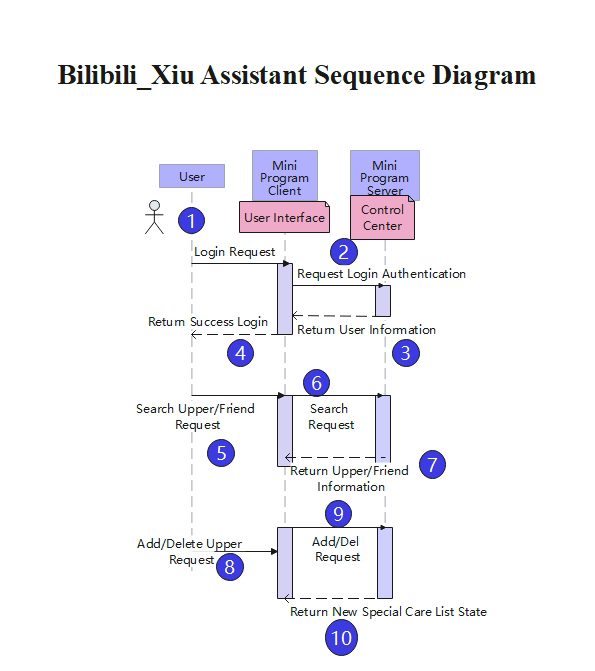 Bilibili_Xiu Assistant Sequence Diagram
User
Mini
Program
Client
Mini
Program
Server
User Interface
Control
Center
1
2
Login Request
Request Login Authentication
Return Success Login
Return User Information
4
3
6
Search Upper/Friend
Request
Search
Request
5
7
Return Upper/Friend
Information
9
Add/Delete Upper
Request
Add/Del
Request
8
Return New Special Care List State
10